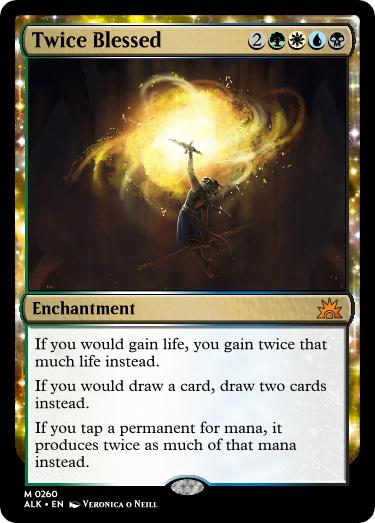 Twice Blessed 2
Enchantment
If you would gain life, you gain twice that
much life instead.
If you would draw a card, draw two cards
instead.
If you tap a permanent for mana, it
produces twice as much of that mana
instead.
M 0260
ALK • EN Veronica o Neill